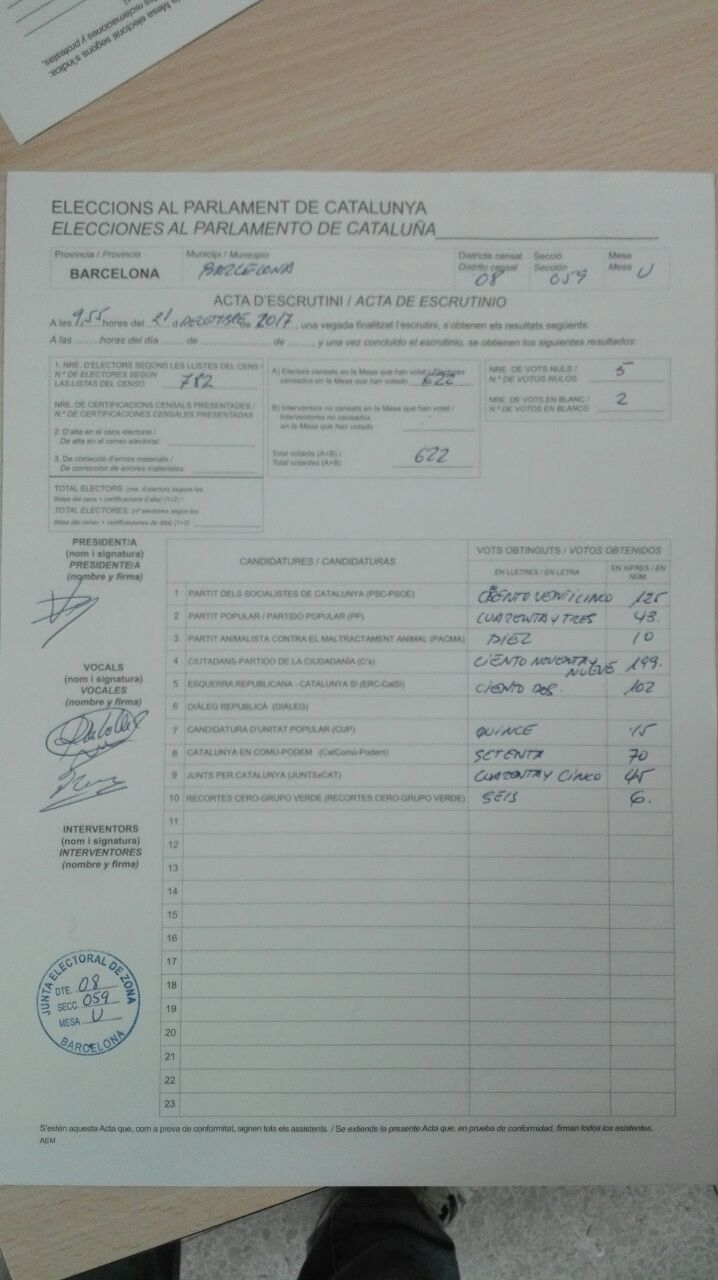 la Mesa electoral segons s'indica:
es reclamaciones y protestas,
ELECCIONS AL PARLAMENT DE CATALUNYA
ELECCIONES AL PARLAMENTO DE CATALUÑA
Província / Provincia Municipi / Municipio Districte censal Secció Mesa
Distrito censal Sección Mesa
BARCELONA BARCELONA 08 059 U
ACTA D'ESCRUTINI / ACTA DE ESCRUTINIO
A les 9,55 hores del 21 d DECEMBRE de 2017, una vegada finalitzat l'escrutini, s'obtenen els resultats següents:
A las ......... horas del día ......... de ......... de ........, y una vez concluido el escrutinio, se obtienen los siguientes resultados:
1. NRE. D'ELECTORS SEGONS LES LLISTES DEL CENS /
N.º DE ELECTORES SEGÚN
LAS LISTAS DEL CENSO 782
NRE. DE CERTIFICACIONS CENSALS PRESENTADES /
N.º DE CERTIFICACIONES CENSALES PRESENTADAS
2. D'alta en el cens electoral /
De alta en el censo electoral:
3. De correcció d'errors materials /
De corrección de errores materiales:
TOTAL ELECTORS: (nre. d'electors segons les
llistes del cens + certificacions d'alta) (1+2) /
TOTAL ELECTORES: (nº electores según las
listas del censo + certificaciones de alta) (1+2)
A) Electors censats en la Mesa que han votat / Electores
censados en la Mesa que han votado 622
B) Interventors no censats en la Mesa que han votat /
Interventores no censados
en la Mesa que han votado
Total votants (A+B) /
Total votantes (A+B) 622
NRE. DE VOTS NULS /
N.º DE VOTOS NULOS 5
NRE. DE VOTS EN BLANC /
N.º DE VOTOS EN BLANCO 2
PRESIDENT/A
(nom i signatura)
PRESIDENTE/A
(nombre y firma)
VOCALS
(nom i signatura)
VOCALES
(nombre y firma)
INTERVENTORS
(nom i signatura)
INTERVENTORES
(nombre y firma)
CANDIDATURES / CANDIDATURAS VOTS OBTINGUTS / VOTOS OBTENIDOS
EN LLETRES / EN LETRA EN XIFRES / EN NÚM.
1 PARTIT DELS SOCIALISTES DE CATALUNYA (PSC-PSOE) CIENTO VENTICINCO 125
2 PARTIT POPULAR / PARTIDO POPULAR (PP) CUARENTA Y TRES 43.
3 PARTIT ANIMALISTA CONTRA EL MALTRACTAMENT ANIMAL (PACMA) DIEZ 10
4 CIUTADANS-PARTIDO DE LA CIUDADANÍA (C's) CIENTO NOVENTA Y NUEVE 199.
5 ESQUERRA REPUBLICANA - CATALUNYA SÍ (ERC-CatSí) CIENTO DOS. 102
6 DIÀLEG REPUBLICÀ (DIÀLEG)
7 CANDIDATURA D'UNITAT POPULAR (CUP) QUINCE 15
8 CATALUNYA EN COMÚ-PODEM (CatComú-Podem) SETENTA 70
9 JUNTS PER CATALUNYA (JUNTSxCAT) CUARENTA Y CINCO 45
10 RECORTES CERO-GRUPO VERDE (RECORTES CERO-GRUPO VERDE) SEIS 6.
11
12
13
14
15
16
17
18
19
20
21
22
23
JUNTA ELECTORAL DE ZONA
DTE. 08
SECC. 059
MESA U
BARCELONA
S'estén aquesta Acta que, com a prova de conformitat, signen tots els assistents. / Se extiende la presente Acta que, en prueba de conformidad, firman todos los asistentes.
AEM